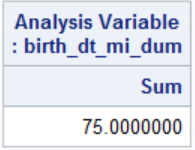 Analysis Variable
: birth_dt_mi_dum
Sum
75.0000000